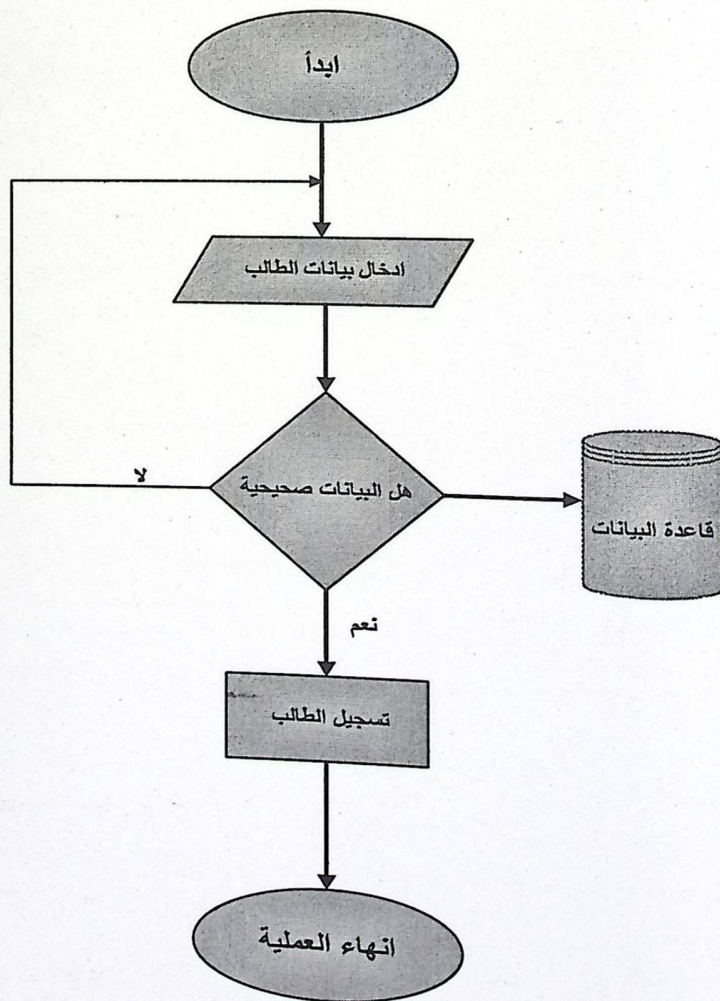 ابدأ
ادخال بيانات الطالب
هل البيانات صحيحية
لا
قاعدة البيانات
نعم
تسجيل الطالب
انهاء العملية